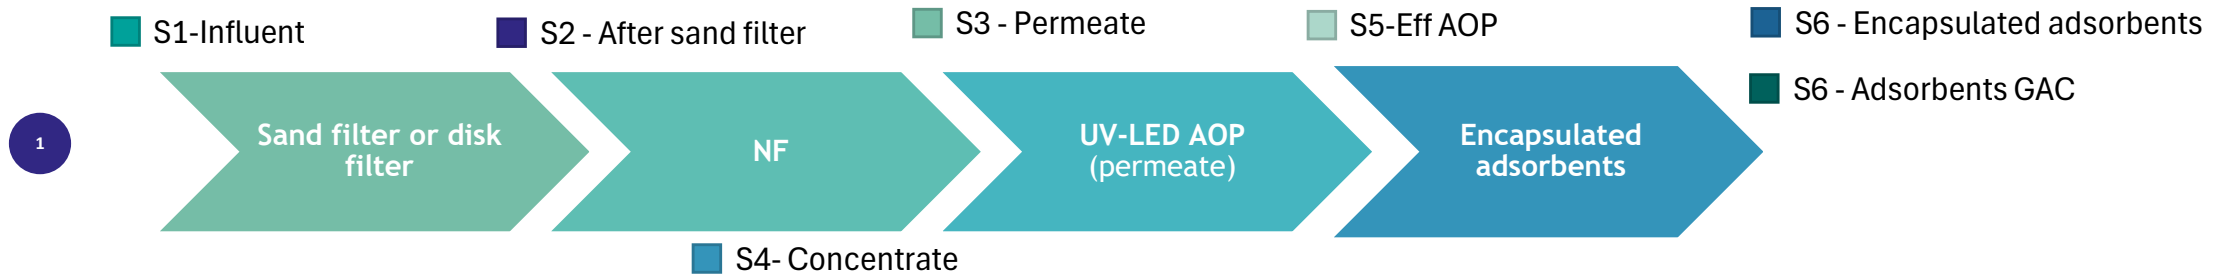 S1-Influent
S2 - After sand filter
S3 - Permeate
S5-Eff AOP
S6 - Encapsulated adsorbents
S6 - Adsorbents GAC
1
Sand filter or disk
filter
NF
UV-LED AOP
(permeate)
Encapsulated
adsorbents
S4- Concentrate